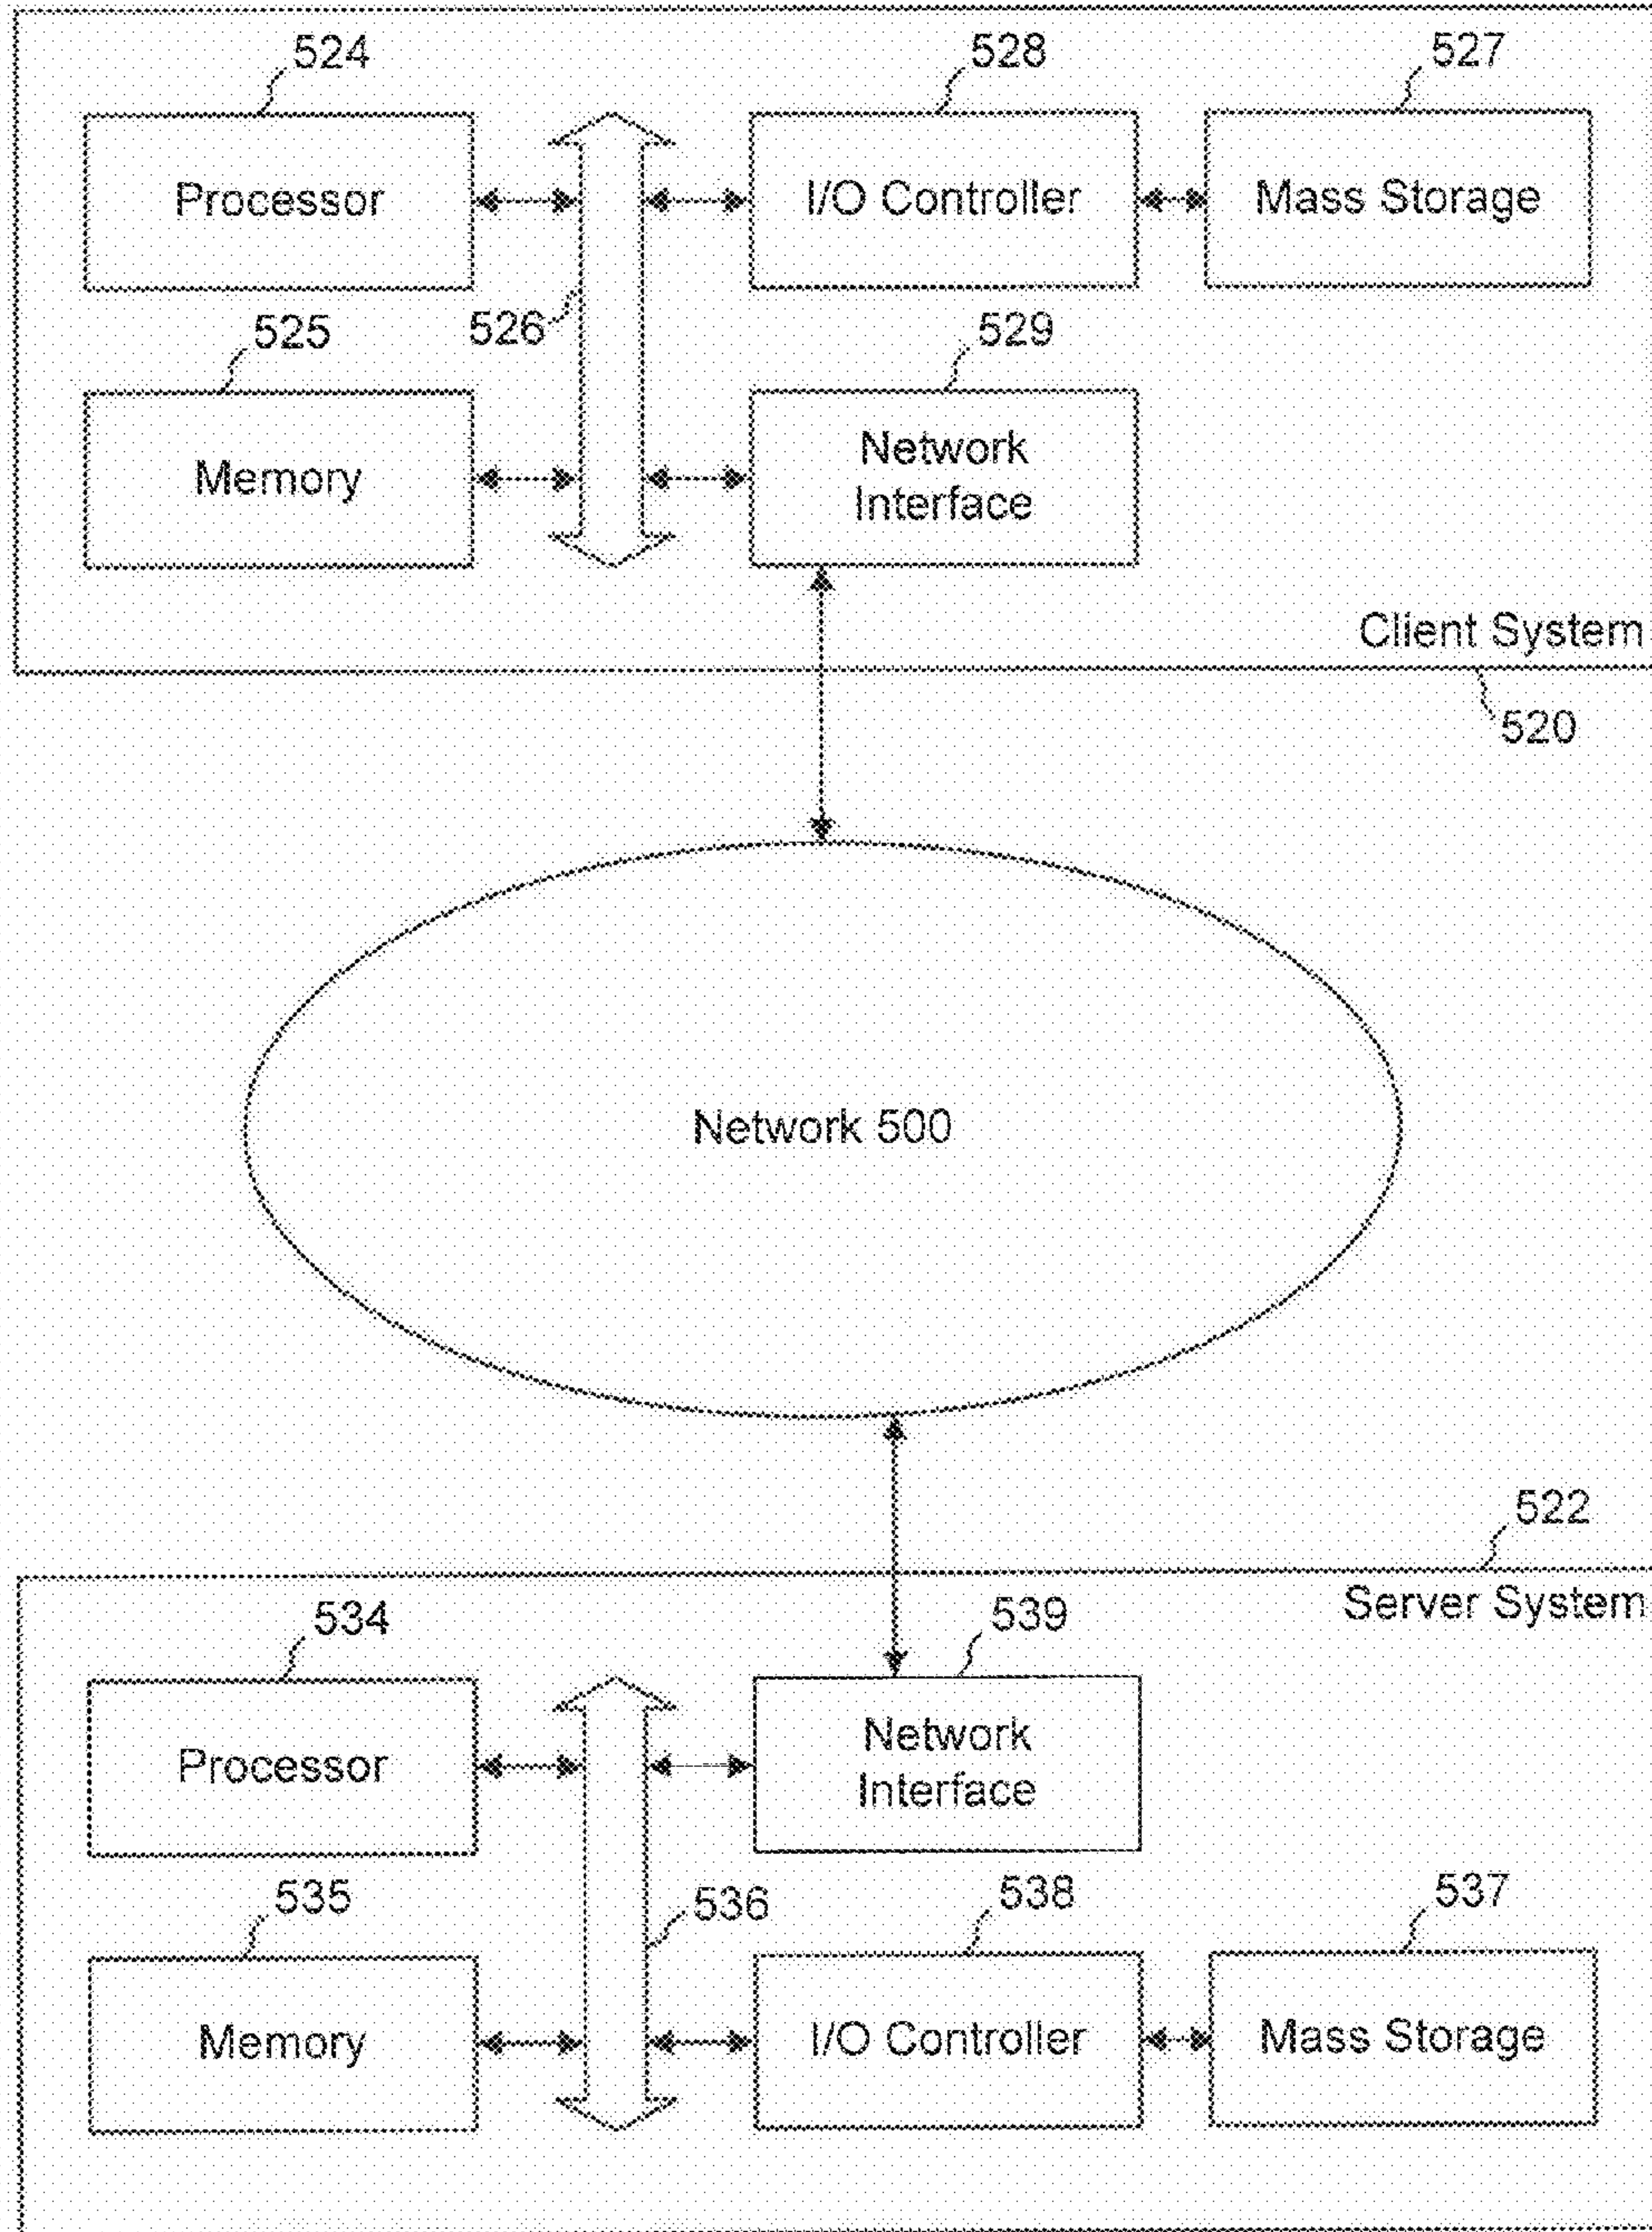 524
528
527
Processor
I/O Controller
Mass Storage
525
526
529
Memory
Network
Interface
Client System
520
Network 500
522
Server System
534
539
Processor
Network
Interface
535
536
538
537
Memory
I/O Controller
Mass Storage